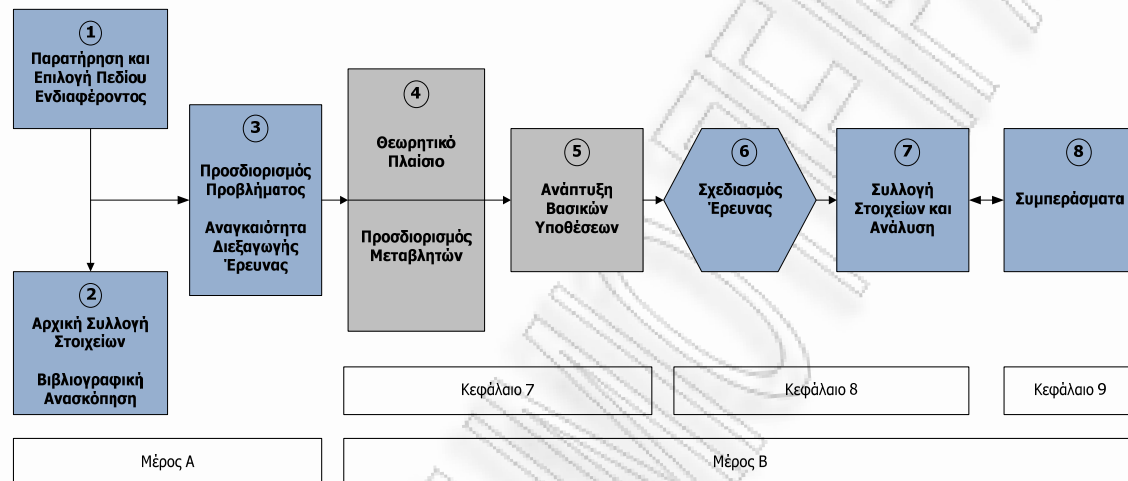 1
Παρατήρηση και
Επιλογή Πεδίου
Ενδιαφέροντος
2
Αρχική Συλλογή
Στοιχείων
Βιβλιογραφική
Ανασκόπηση
3
Προσδιορισμός
Προβλήματος
Αναγκαιότητα
Διεξαγωγής
Έρευνας
4
Θεωρητικό
Πλαίσιο
Προσδιορισμός
Μεταβλητών
5
Ανάπτυξη
Βασικών
Υποθέσεων
6
Σχεδιασμός
Έρευνας
7
Συλλογή
Στοιχείων και
Ανάλυση
8
Συμπεράσματα
Κεφάλαιο 7
Κεφάλαιο 8
Κεφάλαιο 9
Μέρος Α
Μέρος Β